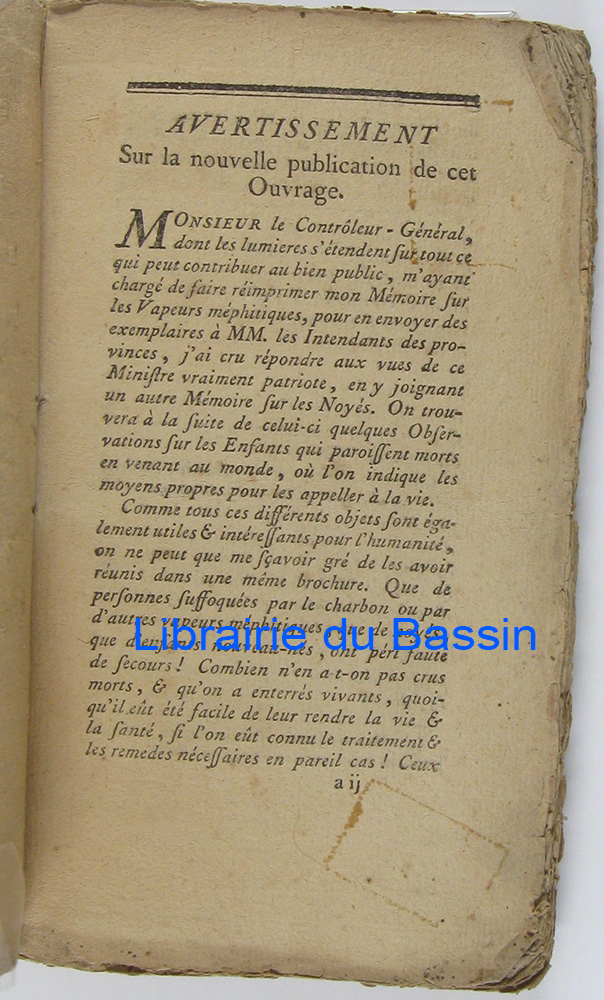 AVERTISSEMENT
Sur la nouvelle publication de cet
Ouvrage.
MONSIEUR le Contrôleur-Général,
dont les lumieres s'étendent ſur tout ce
qui peut contribuer au bien public, m'ayant
chargé de faire réimprimer mon Mémoire ſur
les Vapeurs méphitiques, pour en envoyer des
exemplaires à MM. les Intendants des pro-
vinces, j'ai cru répondre aux vues de ce
Miniſtre vraiment patriote, en y joignant
un autre Mémoire ſur les Noyés. On trou-
vera à la ſuite de celui-ci quelques Obſer-
vations ſur les Enfants qui paroiſſent morts
en venant au monde, où l'on indique les
moyens propres pour les appeller à la vie.
Comme tous ces différents objets ſont éga-
lement utiles & intéreſſants pour l'humanité,
on ne peut que me ſçavoir gré de les avoir
réunis dans une même brochure. Que de
perſonnes ſuffoquées par le charbon ou par
d'autres vapeurs méphitiques, que de noyés,
Librairie du Bassin
que d'enfans nouveau-nés, ont péri faute
de ſecours! Combien n'en a-t-on pas crus
morts, & qu'on a enterrés vivants, quoi-
qu'il eût été facile de leur rendre la vie &
la ſanté, ſi l'on eût connu le traitement &
les remedes néceſſaires en pareil cas! Ceux
a ij